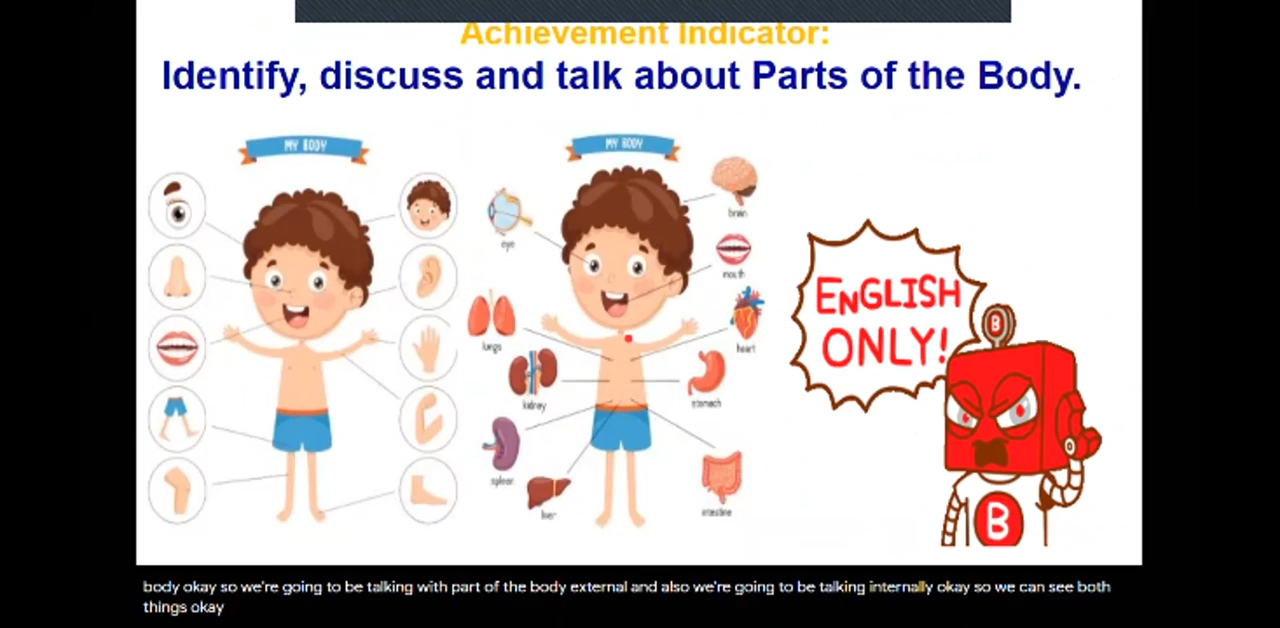 Achievement Indicator:
Identify, discuss and talk about Parts of the Body.
MY BODY
MY BODY
brain
eye
mouth
lungs
heart
kidney
stomach
spleen
liver
intestine
ENGLISH
ONLY!
B
B
body okay so we're going to be talking with part of the body external and also we're going to be talking internally okay so we can see both
things okay